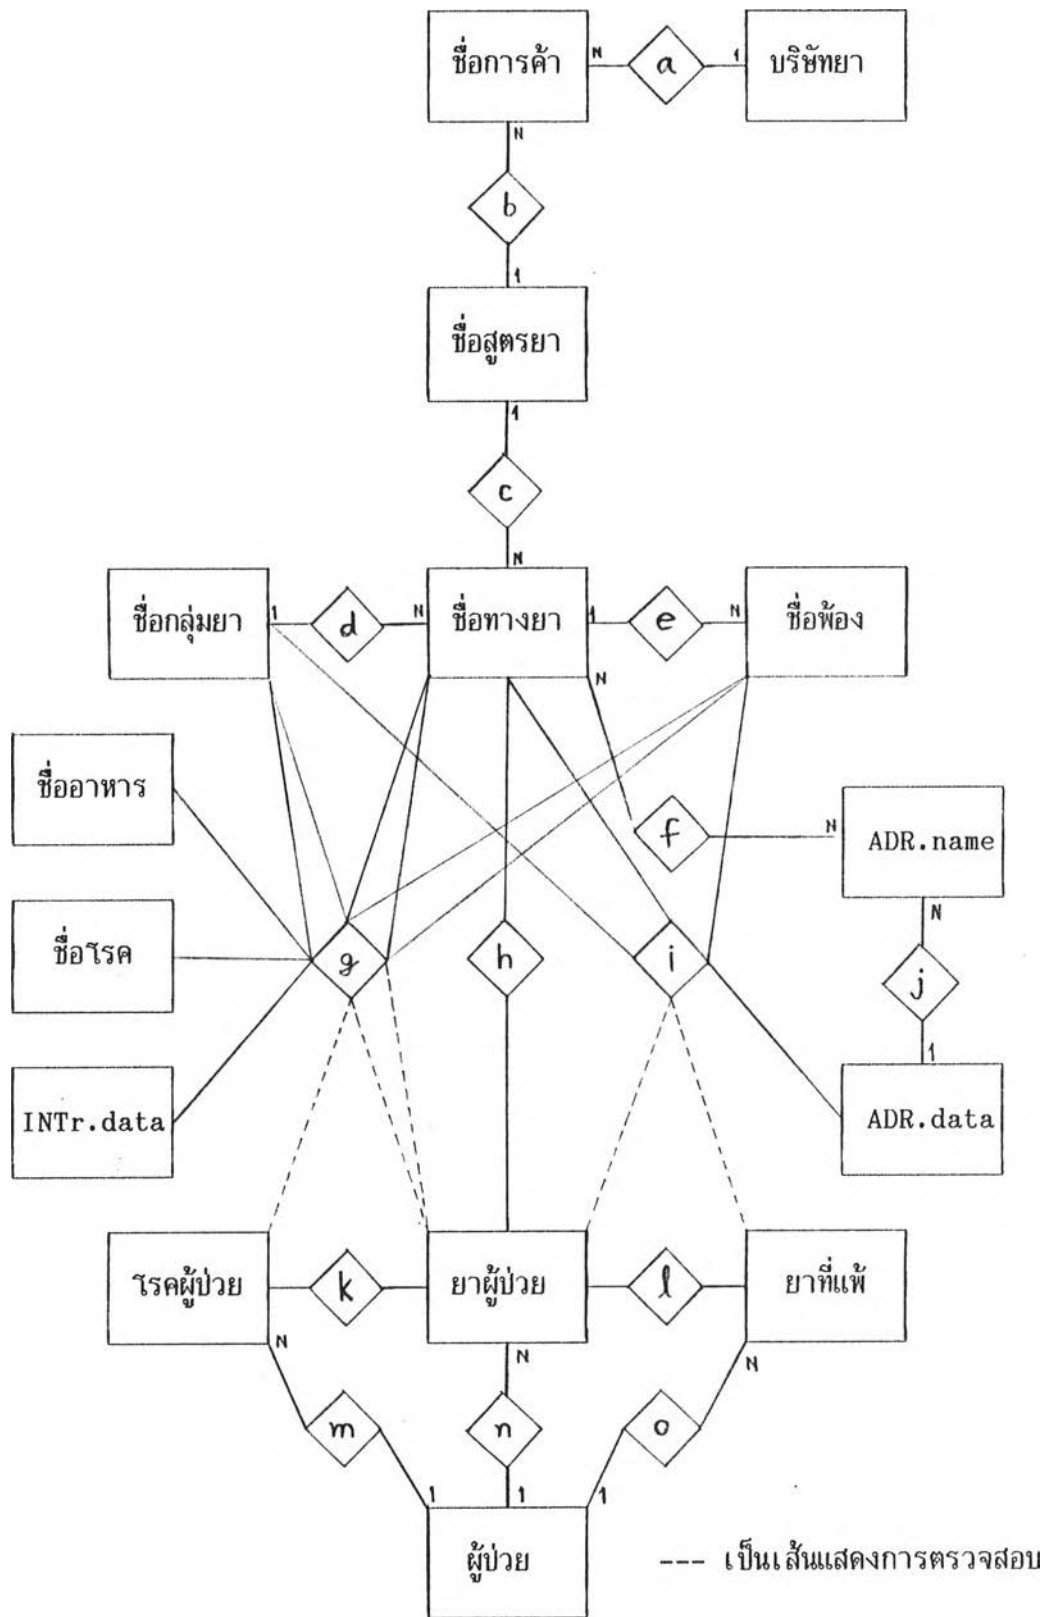 ชื่อการค้า N a 1 บริษัทยา
N
b
1
ชื่อสูตรยา
1
c
N
ชื่อกลุ่มยา 1 d N ชื่อทางยา 1 e N ชื่อพ้อง
N
ชื่ออาหาร
f N ADR.name
N
ชื่อโรค g h i
j
1
INTr.data ADR.data
โรคผู้ป่วย k ยาผู้ป่วย l ยาที่แพ้
N N N
m n o
1 1 1
ผู้ป่วย
--- เป็นเส้นแสดงการตรวจสอบ